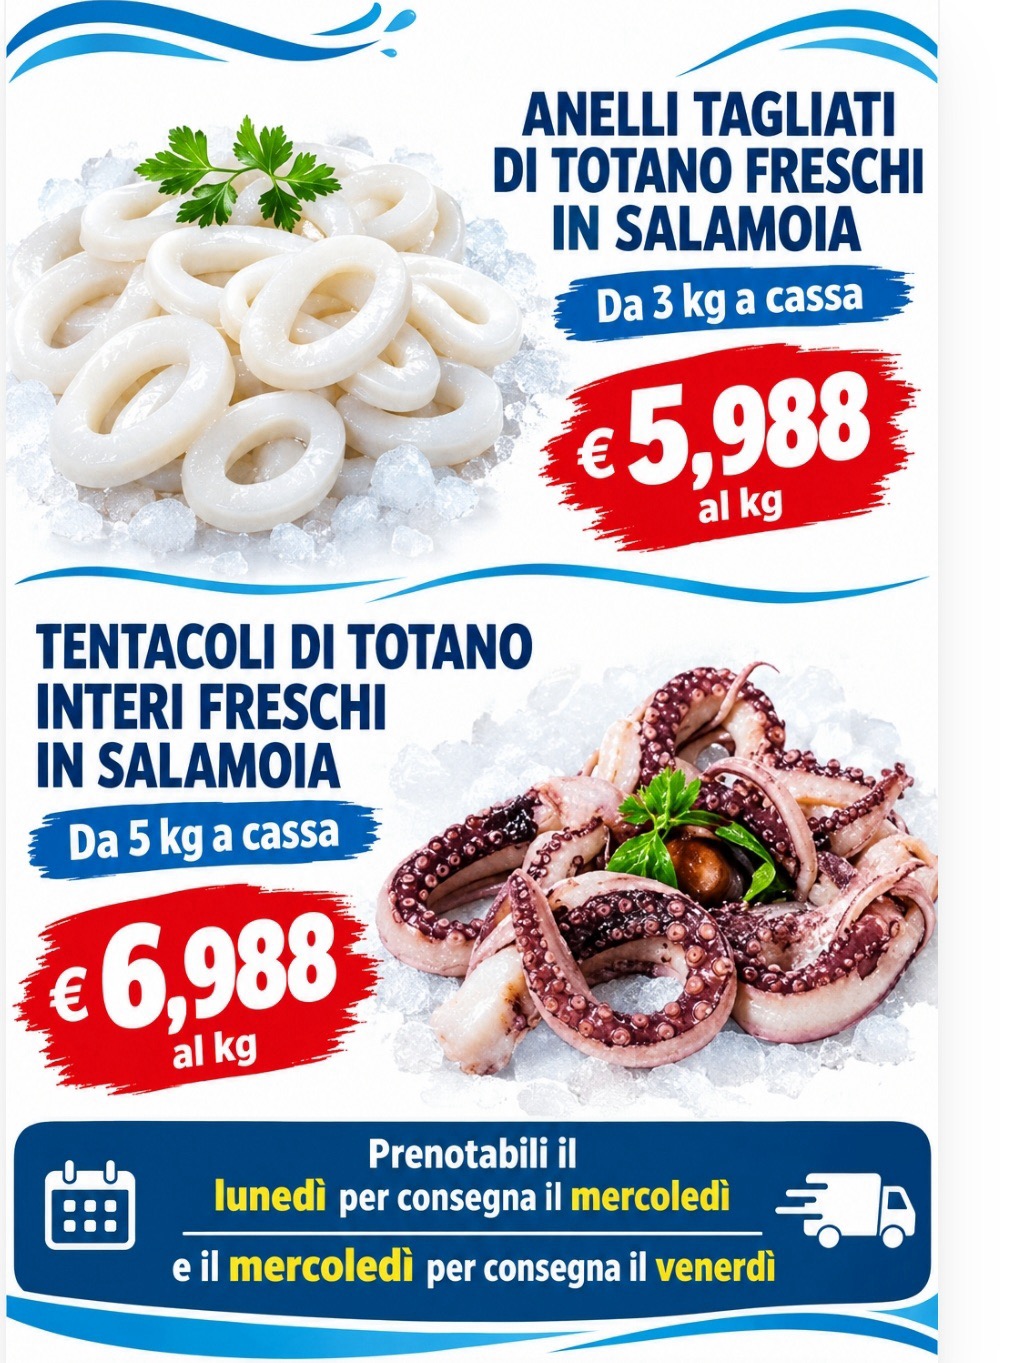 ANELLI TAGLIATI
DI TOTANO FRESCHI
IN SALAMOIA
Da 3 kg a cassa
€ 5,988
al kg
TENTACOLI DI TOTANO
INTERI FRESCHI
IN SALAMOIA
Da 5 kg a cassa
€ 6,988
al kg
Prenotabili il
lunedì per consegna il mercoledì
e il mercoledì per consegna il venerdì